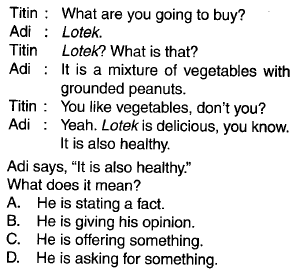 Titin : What are you going to buy?
Adi : Lotek.
Titin Lotek? What is that?
Adi : It is a mixture of vegetables with
grounded peanuts.
Titin : You like vegetables, don't you?
Adi : Yeah. Lotek is delicious, you know.
It is also healthy.
Adi says, "It is also healthy."
What does it mean?
A. He is stating a fact.
B. He is giving his opinion.
C. He is offering something.
D. He is asking for something.